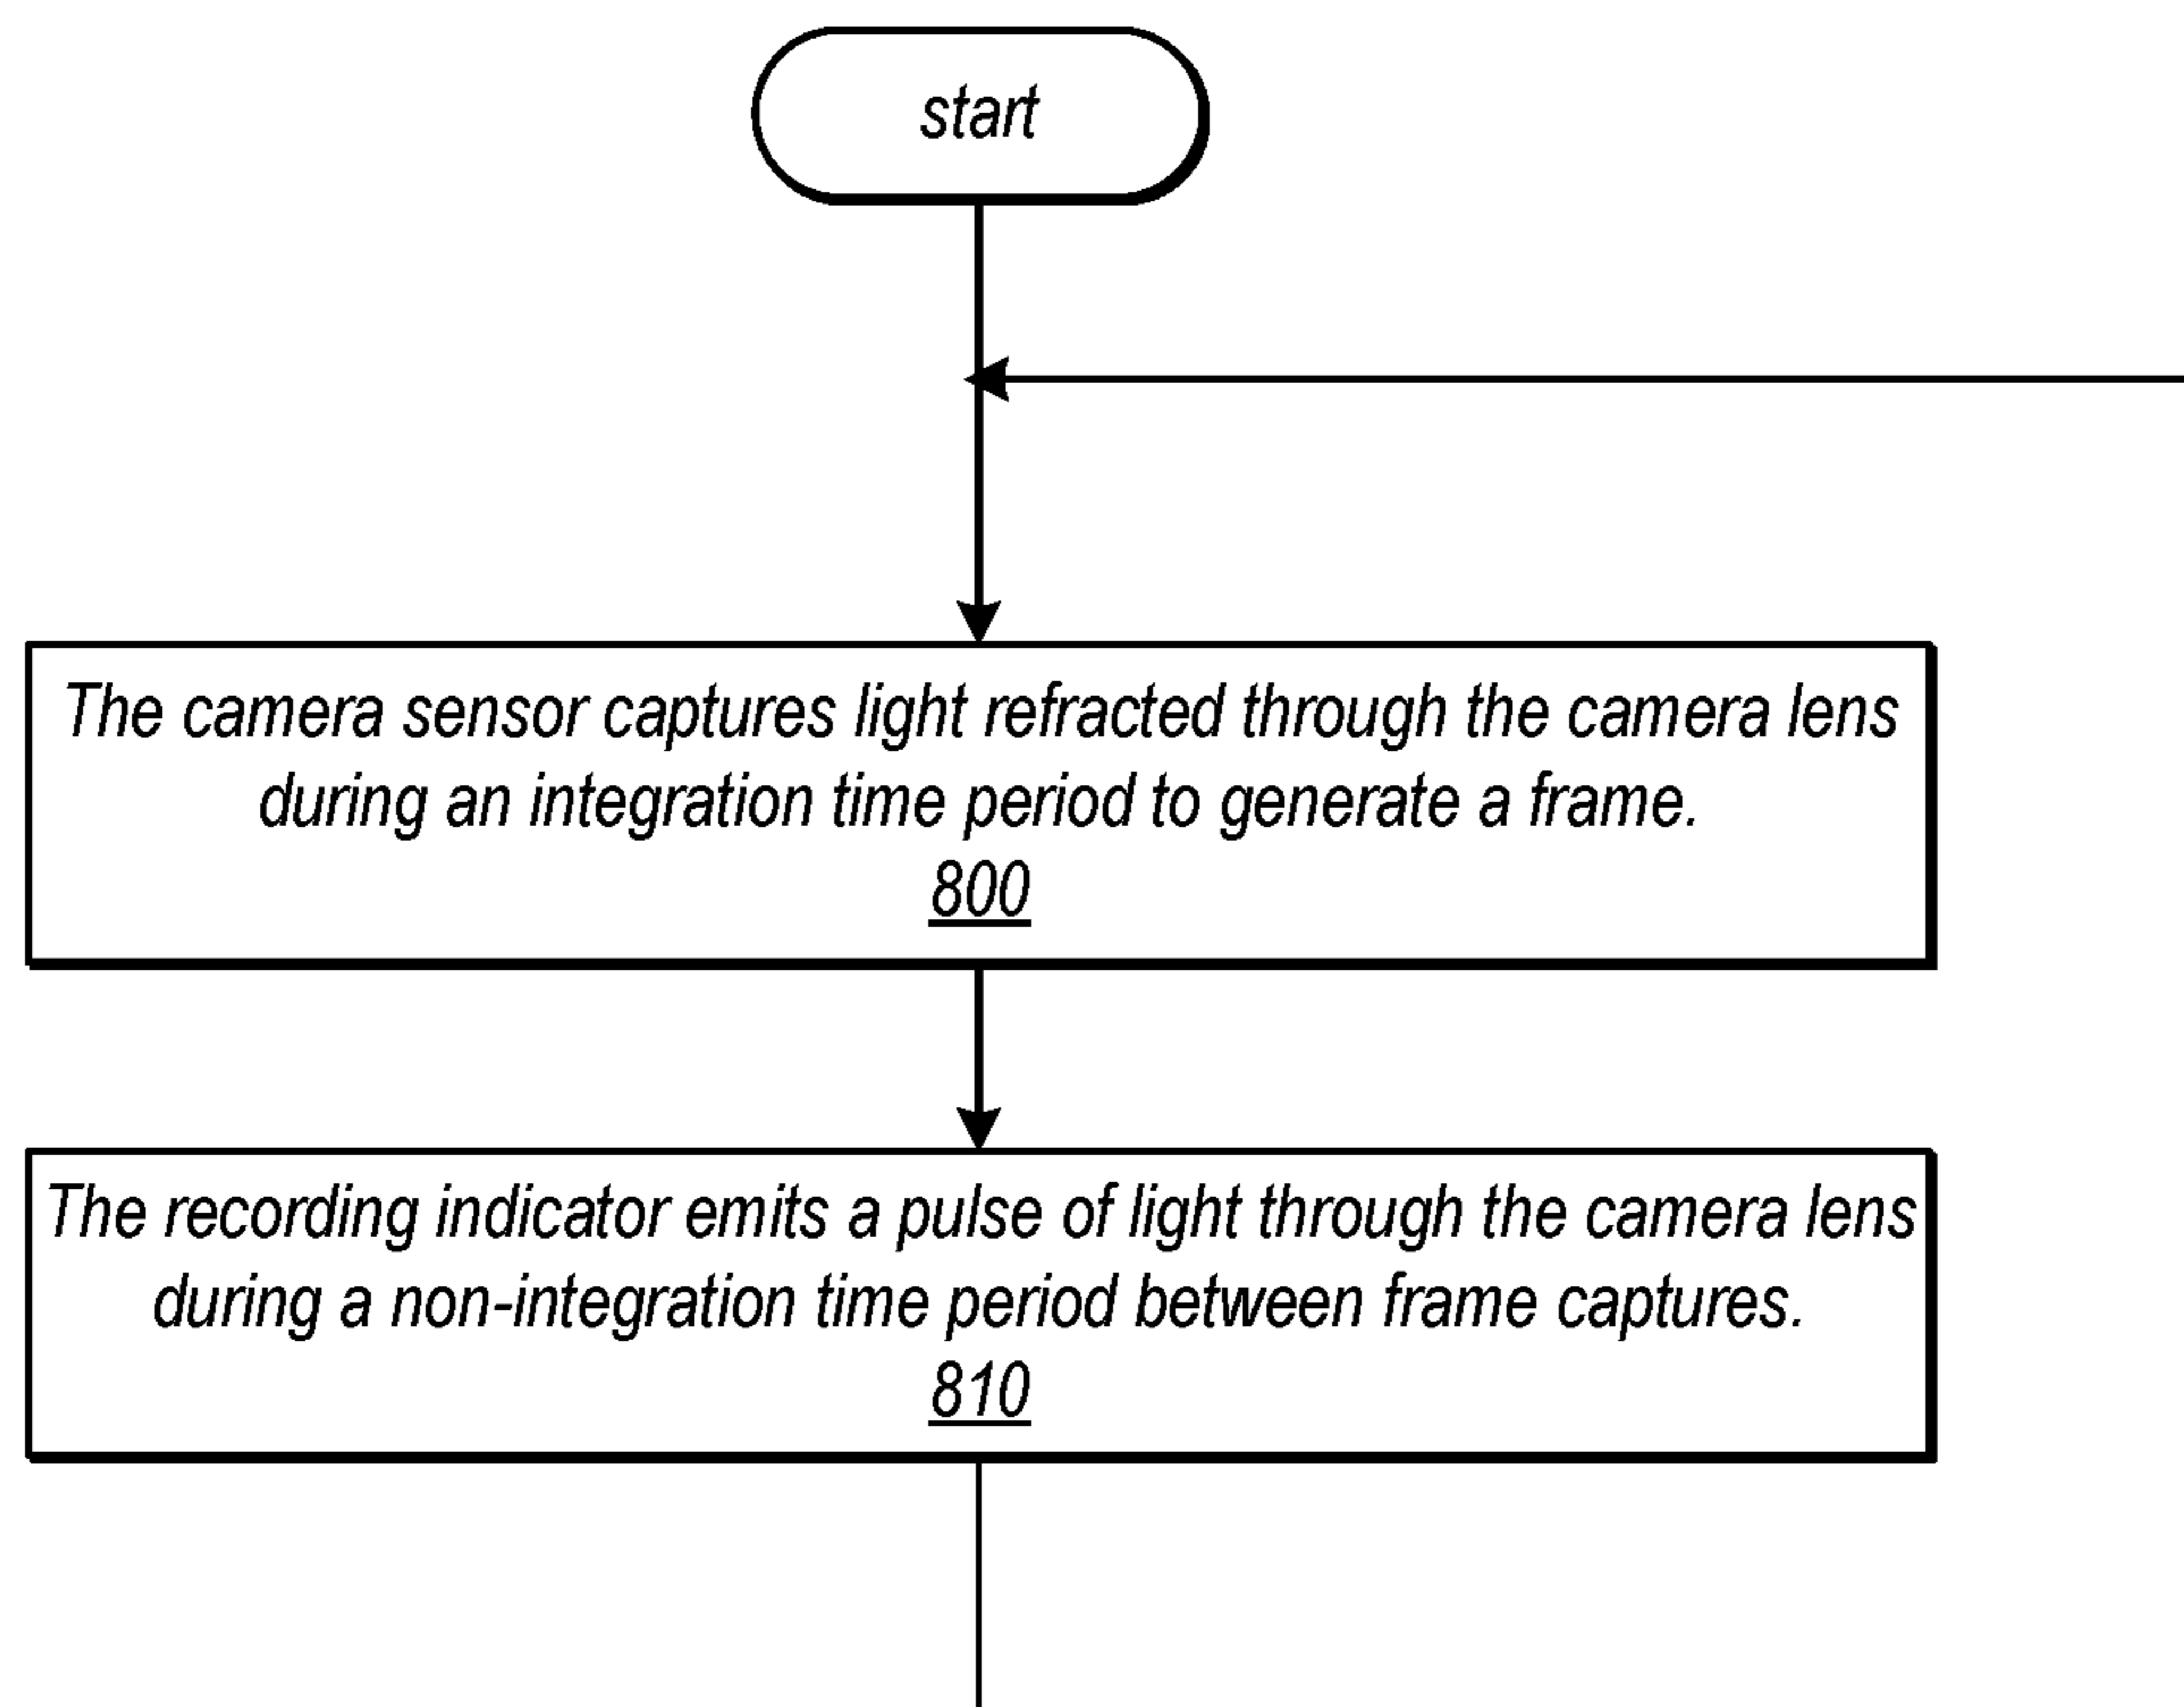 start
The camera sensor captures light refracted through the camera lens
during an integration time period to generate a frame.
800
The recording indicator emits a pulse of light through the camera lens
during a non-integration time period between frame captures.
810